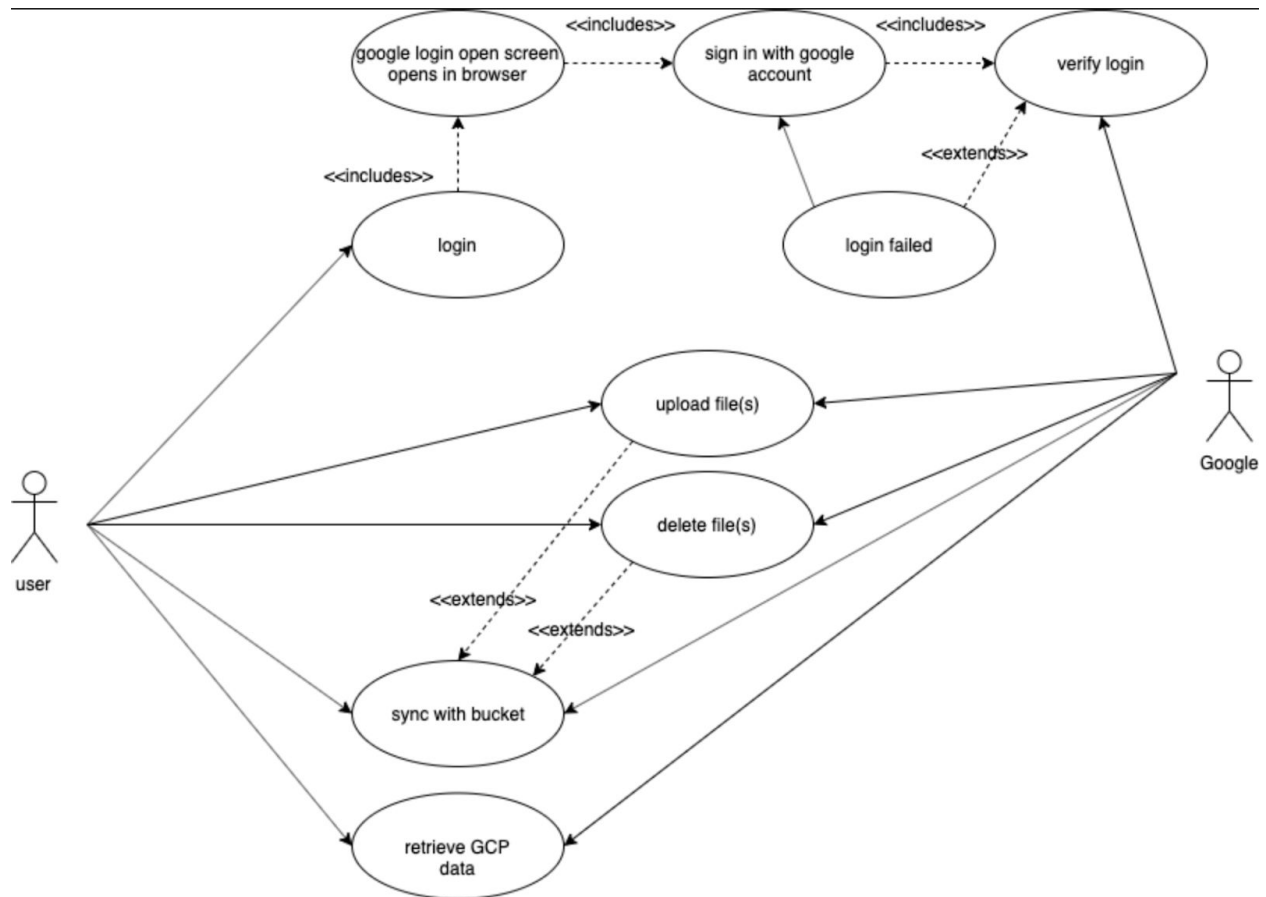 <<includes>>
<<includes>>
google login open screen
opens in browser
sign in with google
account
verify login
<<extends>>
<<includes>>
login
login failed
upload file(s)
Google
delete file(s)
user
<<extends>>
<<extends>>
sync with bucket
retrieve GCP
data